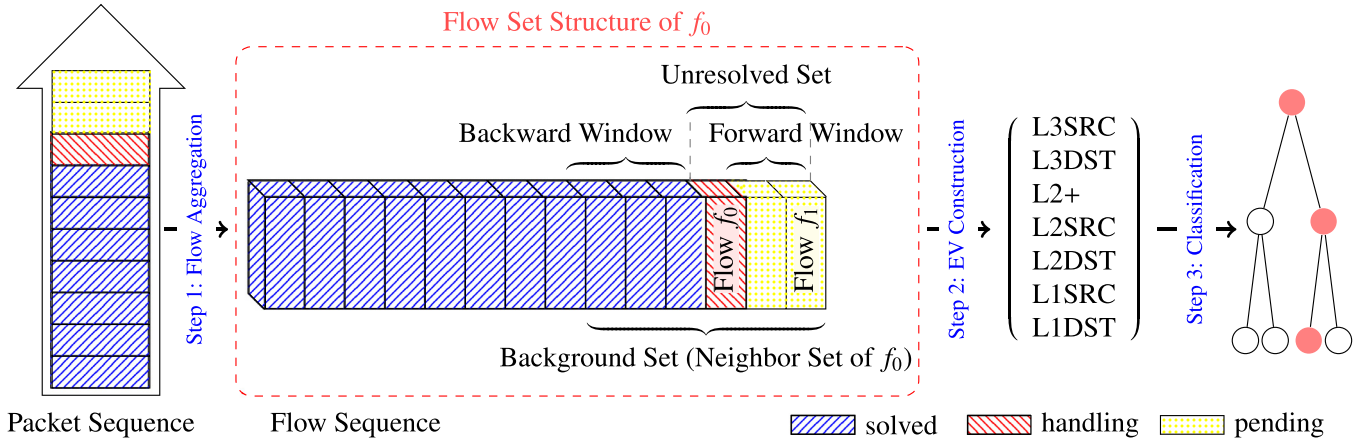 Flow Set Structure of f0
Unresolved Set
Backward Window
Forward Window
Step 1: Flow Aggregation
Flow f0
Flow f1
Background Set (Neighbor Set of f0)
Step 2: EV Construction
L3SRC
L3DST
L2+
L2SRC
L2DST
L1SRC
L1DST
Step 3: Classification
Packet Sequence
Flow Sequence
solved
handling
pending